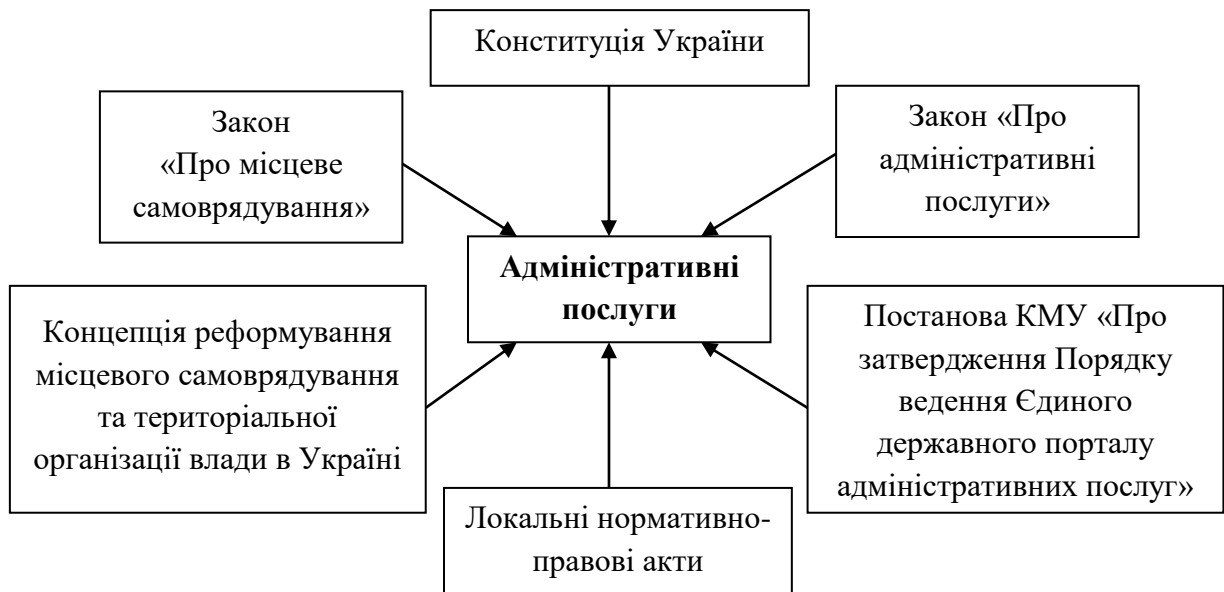 Конституція України
Закон
«Про місцеве
самоврядування»
Закон «Про
адміністративні
послуги»
Адміністративні
послуги
Концепція реформування
місцевого самоврядування
та територіальної
організації влади в Україні
Постанова КМУ «Про
затвердження Порядку
ведення Єдиного
державного порталу
адміністративних послуг»
Локальні нормативно-
правові акти